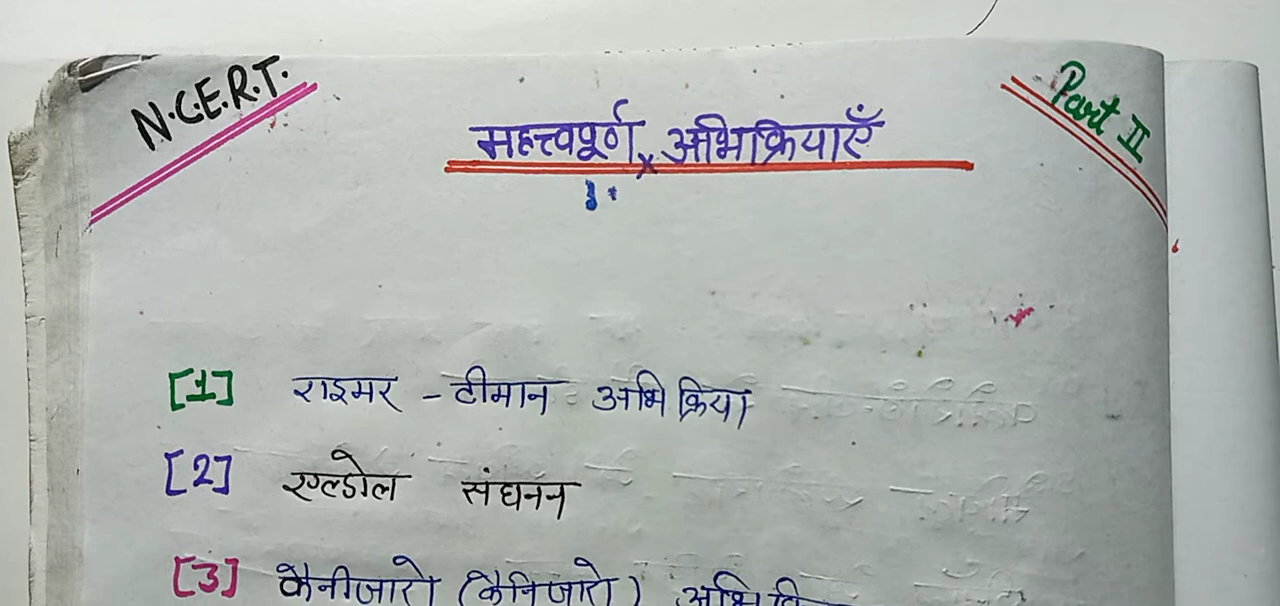 N.C.E.R.T.
महत्त्वपूर्ण अभिक्रियाएँ
Part II
[1] राइमर - टीमान अभिक्रिया
[2] एल्डोल संघनन
[3] कैनीजारो (कैनिजारो)